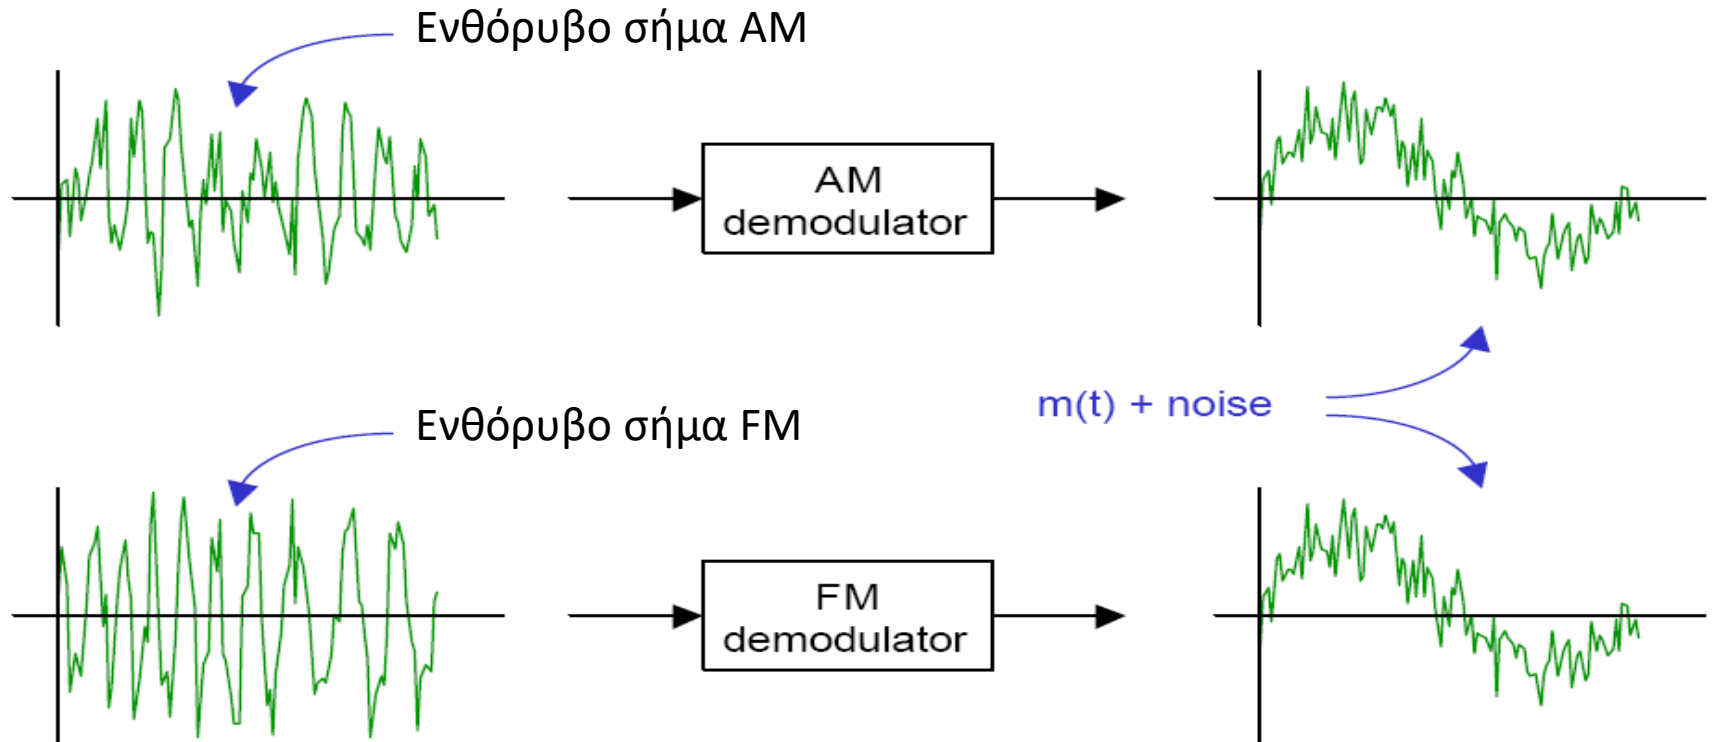 Ενθόρυβο σήμα AM
AM
demodulator
m(t) + noise
Ενθόρυβο σήμα FM
FM
demodulator